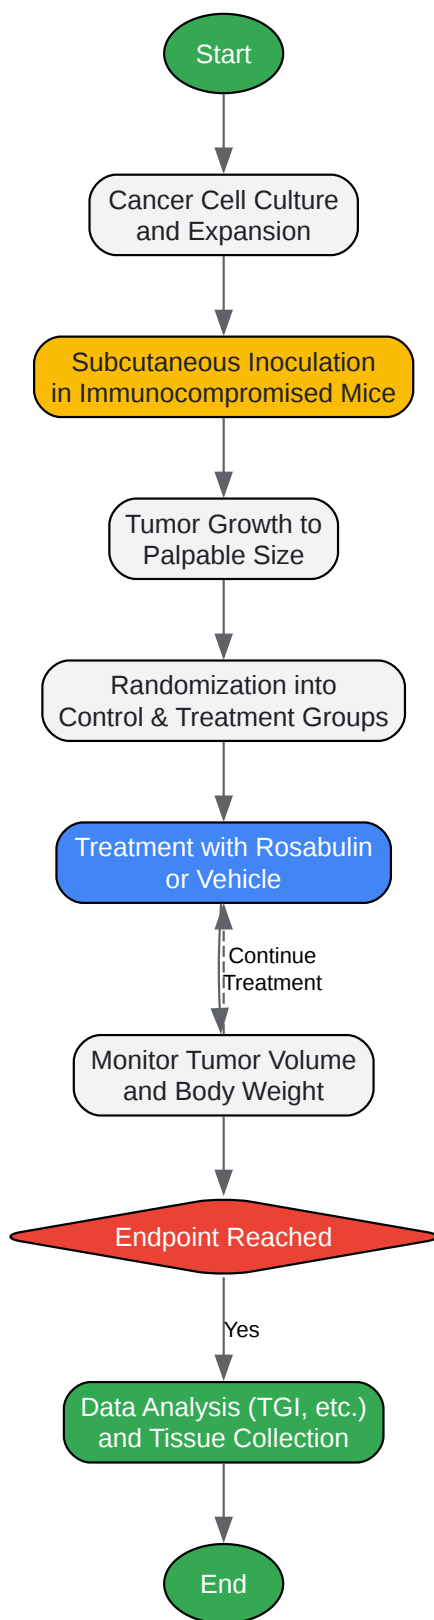 Start
Cancer Cell Culture
and Expansion
Subcutaneous Inoculation
in Immunocompromised Mice
Tumor Growth to
Palpable Size
Randomization into
Control & Treatment Groups
Treatment with Rosabulin
or Vehicle
Continue
Treatment
Monitor Tumor Volume
and Body Weight
Endpoint Reached
Yes
Data Analysis (TGI, etc.)
and Tissue Collection
End